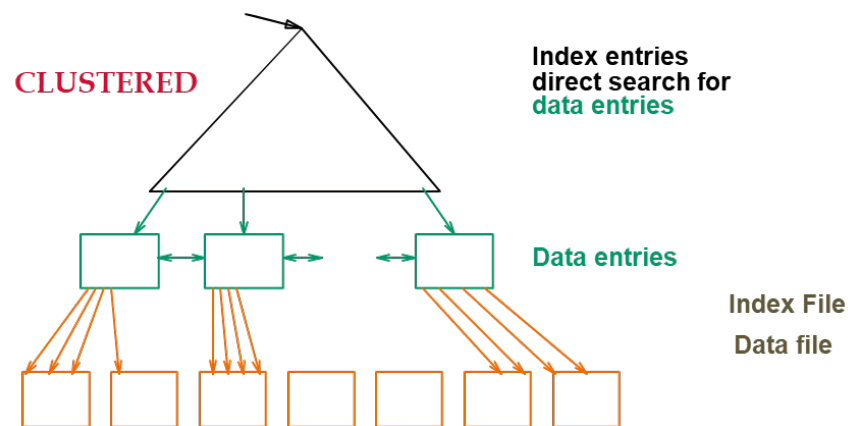 CLUSTERED
Index entries
direct search for
data entries
Data entries
Index File
Data file